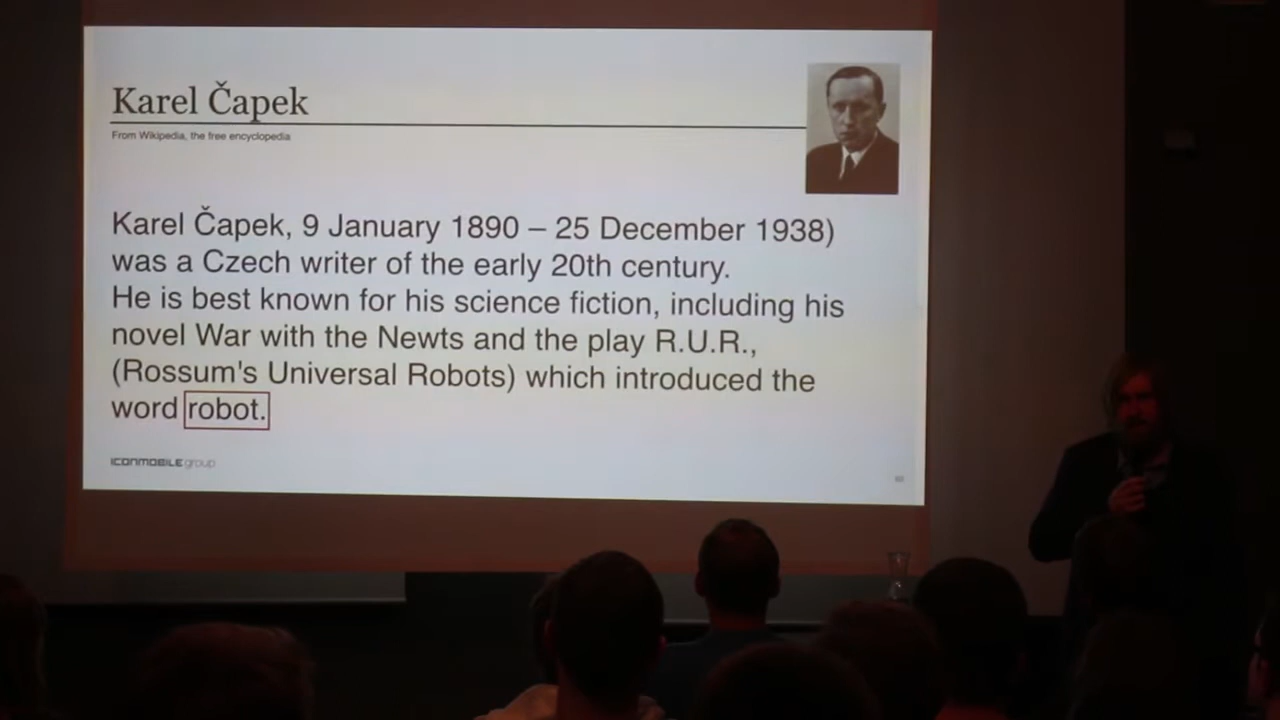 Karel Čapek
From Wikipedia, the free encyclopedia
Karel Čapek, 9 January 1890 – 25 December 1938)
was a Czech writer of the early 20th century.
He is best known for his science fiction, including his
novel War with the Newts and the play R.U.R.,
(Rossum's Universal Robots) which introduced the
word robot.
ICONMOBILE group